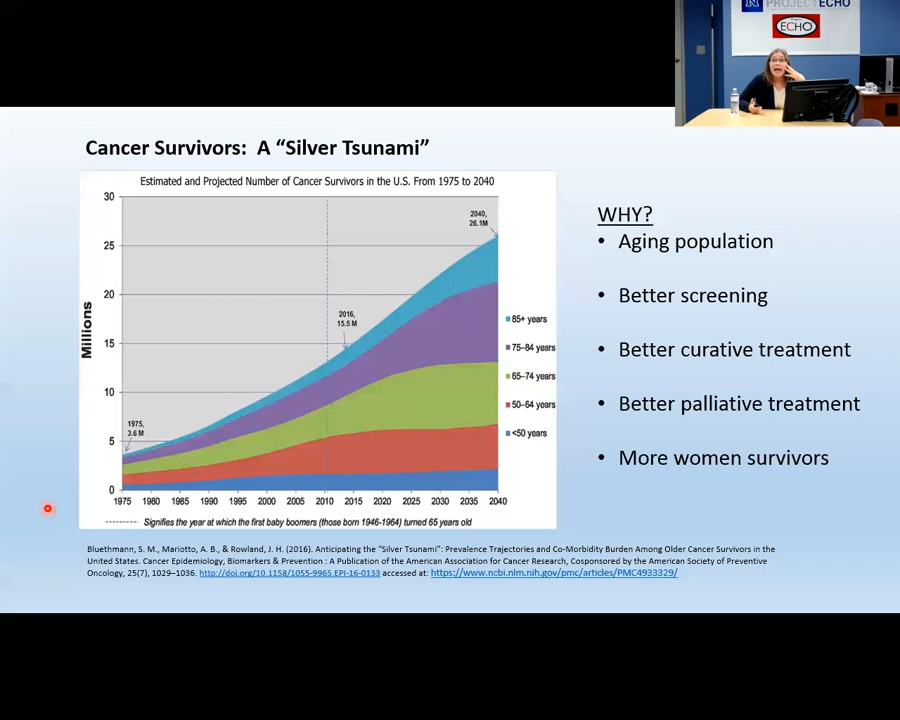 PROJECT ECHO
ECHO
Cancer Survivors: A “Silver Tsunami”
Estimated and Projected Number of Cancer Survivors in the U.S. From 1975 to 2040
Millions
30
25
20
15
10
5
0
1975,
3.6 M
2016,
15.5 M
2040,
26.1M
85+ years
75–84 years
65–74 years
50–64 years
<50 years
1975 1980 1985 1990 1995 2000 2005 2010 2015 2020 2025 2030 2035 2040
---------- Signifies the year at which the first baby boomers (those born 1946-1964) turned 65 years old
WHY?
• Aging population
• Better screening
• Better curative treatment
• Better palliative treatment
• More women survivors
Bluethmann, S. M., Mariotto, A. B., & Rowland, J. H. (2016). Anticipating the “Silver Tsunami”: Prevalence Trajectories and Co-Morbidity Burden Among Older Cancer Survivors in the
United States. Cancer Epidemiology, Biomarkers & Prevention : A Publication of the American Association for Cancer Research, Cosponsored by the American Society of Preventive
Oncology, 25(7), 1029–1036. http://doi.org/10.1158/1055-9965.EPI-16-0133 accessed at: https://www.ncbi.nlm.nih.gov/pmc/articles/PMC4933329/